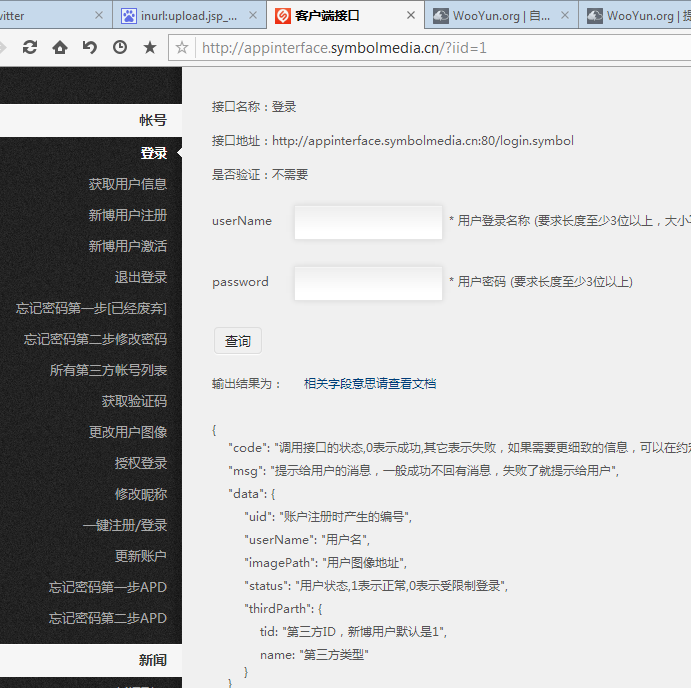 witter
inurl:upload.jsp_...
客户端接口
WooYun.org | 自...
WooYun.org | 提
http://appinterface.symbolmedia.cn/?iid=1
帐号
登录
获取用户信息
新博用户注册
新博用户激活
退出登录
忘记密码第一步[已经废弃]
忘记密码第二步修改密码
所有第三方帐号列表
获取验证码
更改用户图像
授权登录
修改昵称
一键注册/登录
更新账户
忘记密码第一步APD
忘记密码第二步APD
新闻
接口名称：登录
接口地址：http://appinterface.symbolmedia.cn:80/login.symbol
是否验证：不需要
userName * 用户登录名称 (要求长度至少3位以上，大小
password * 用户密码 (要求长度至少3位以上)
查询
输出结果为： 相关字段意思请查看文档
{
"code": "调用接口的状态,0表示成功,其它表示失败，如果需要更细致的信息，可以在约
"msg": "提示给用户的消息，一般成功不回有消息，失败了就提示给用户",
"data": {
"uid": "账户注册时产生的编号",
"userName": "用户名",
"imagePath": "用户图像地址",
"status": "用户状态,1表示正常,0表示受限制登录",
"thirdParth": {
tid: "第三方ID，新博用户默认是1",
name: "第三方类型"
}
}